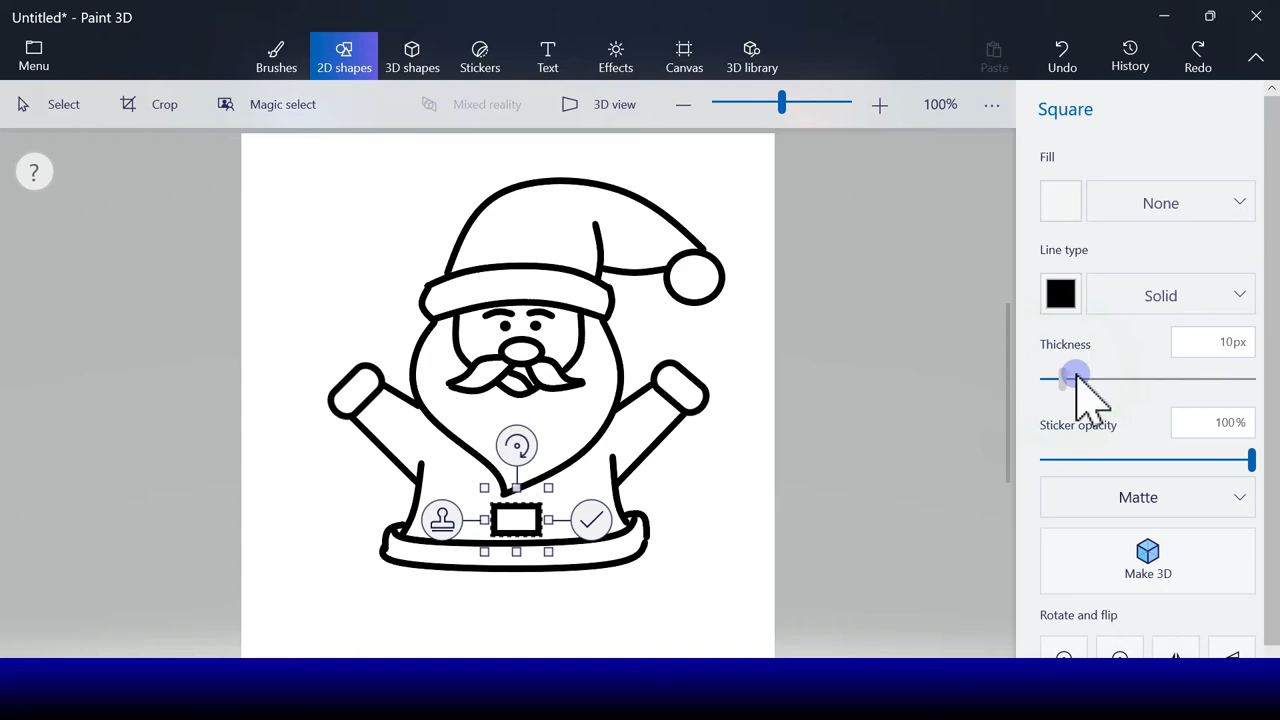 Untitled* - Paint 3D
Menu
Brushes
2D shapes
3D shapes
Stickers
Text
Effects
Canvas
3D library
Paste
Undo
History
Redo
Select
Crop
Magic select
Mixed reality
3D view
100%
?
Square
Fill
None
Line type
Solid
Thickness
10px
Sticker opacity
100%
Matte
Make 3D
Rotate and flip